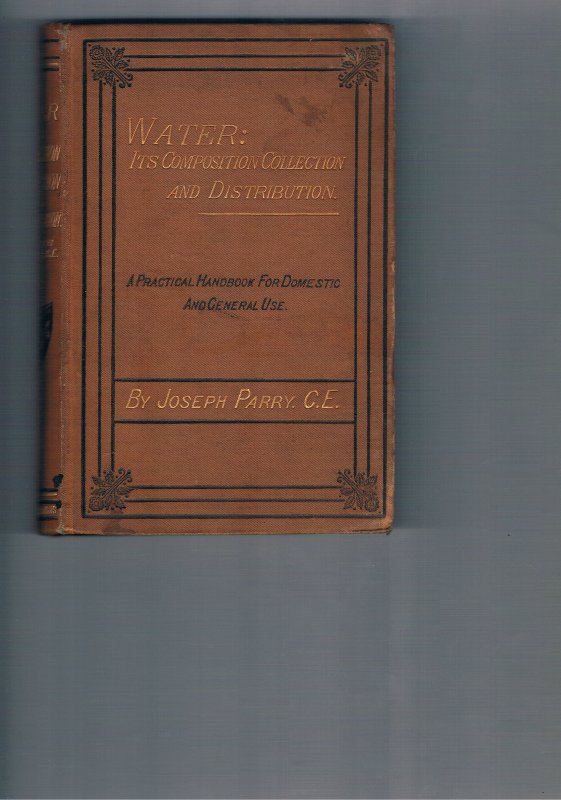 WATER:
ITS COMPOSITION COLLECTION
AND DISTRIBUTION.
A PRACTICAL HANDBOOK FOR DOMESTIC
AND GENERAL USE.
BY JOSEPH PARRY. C.E.